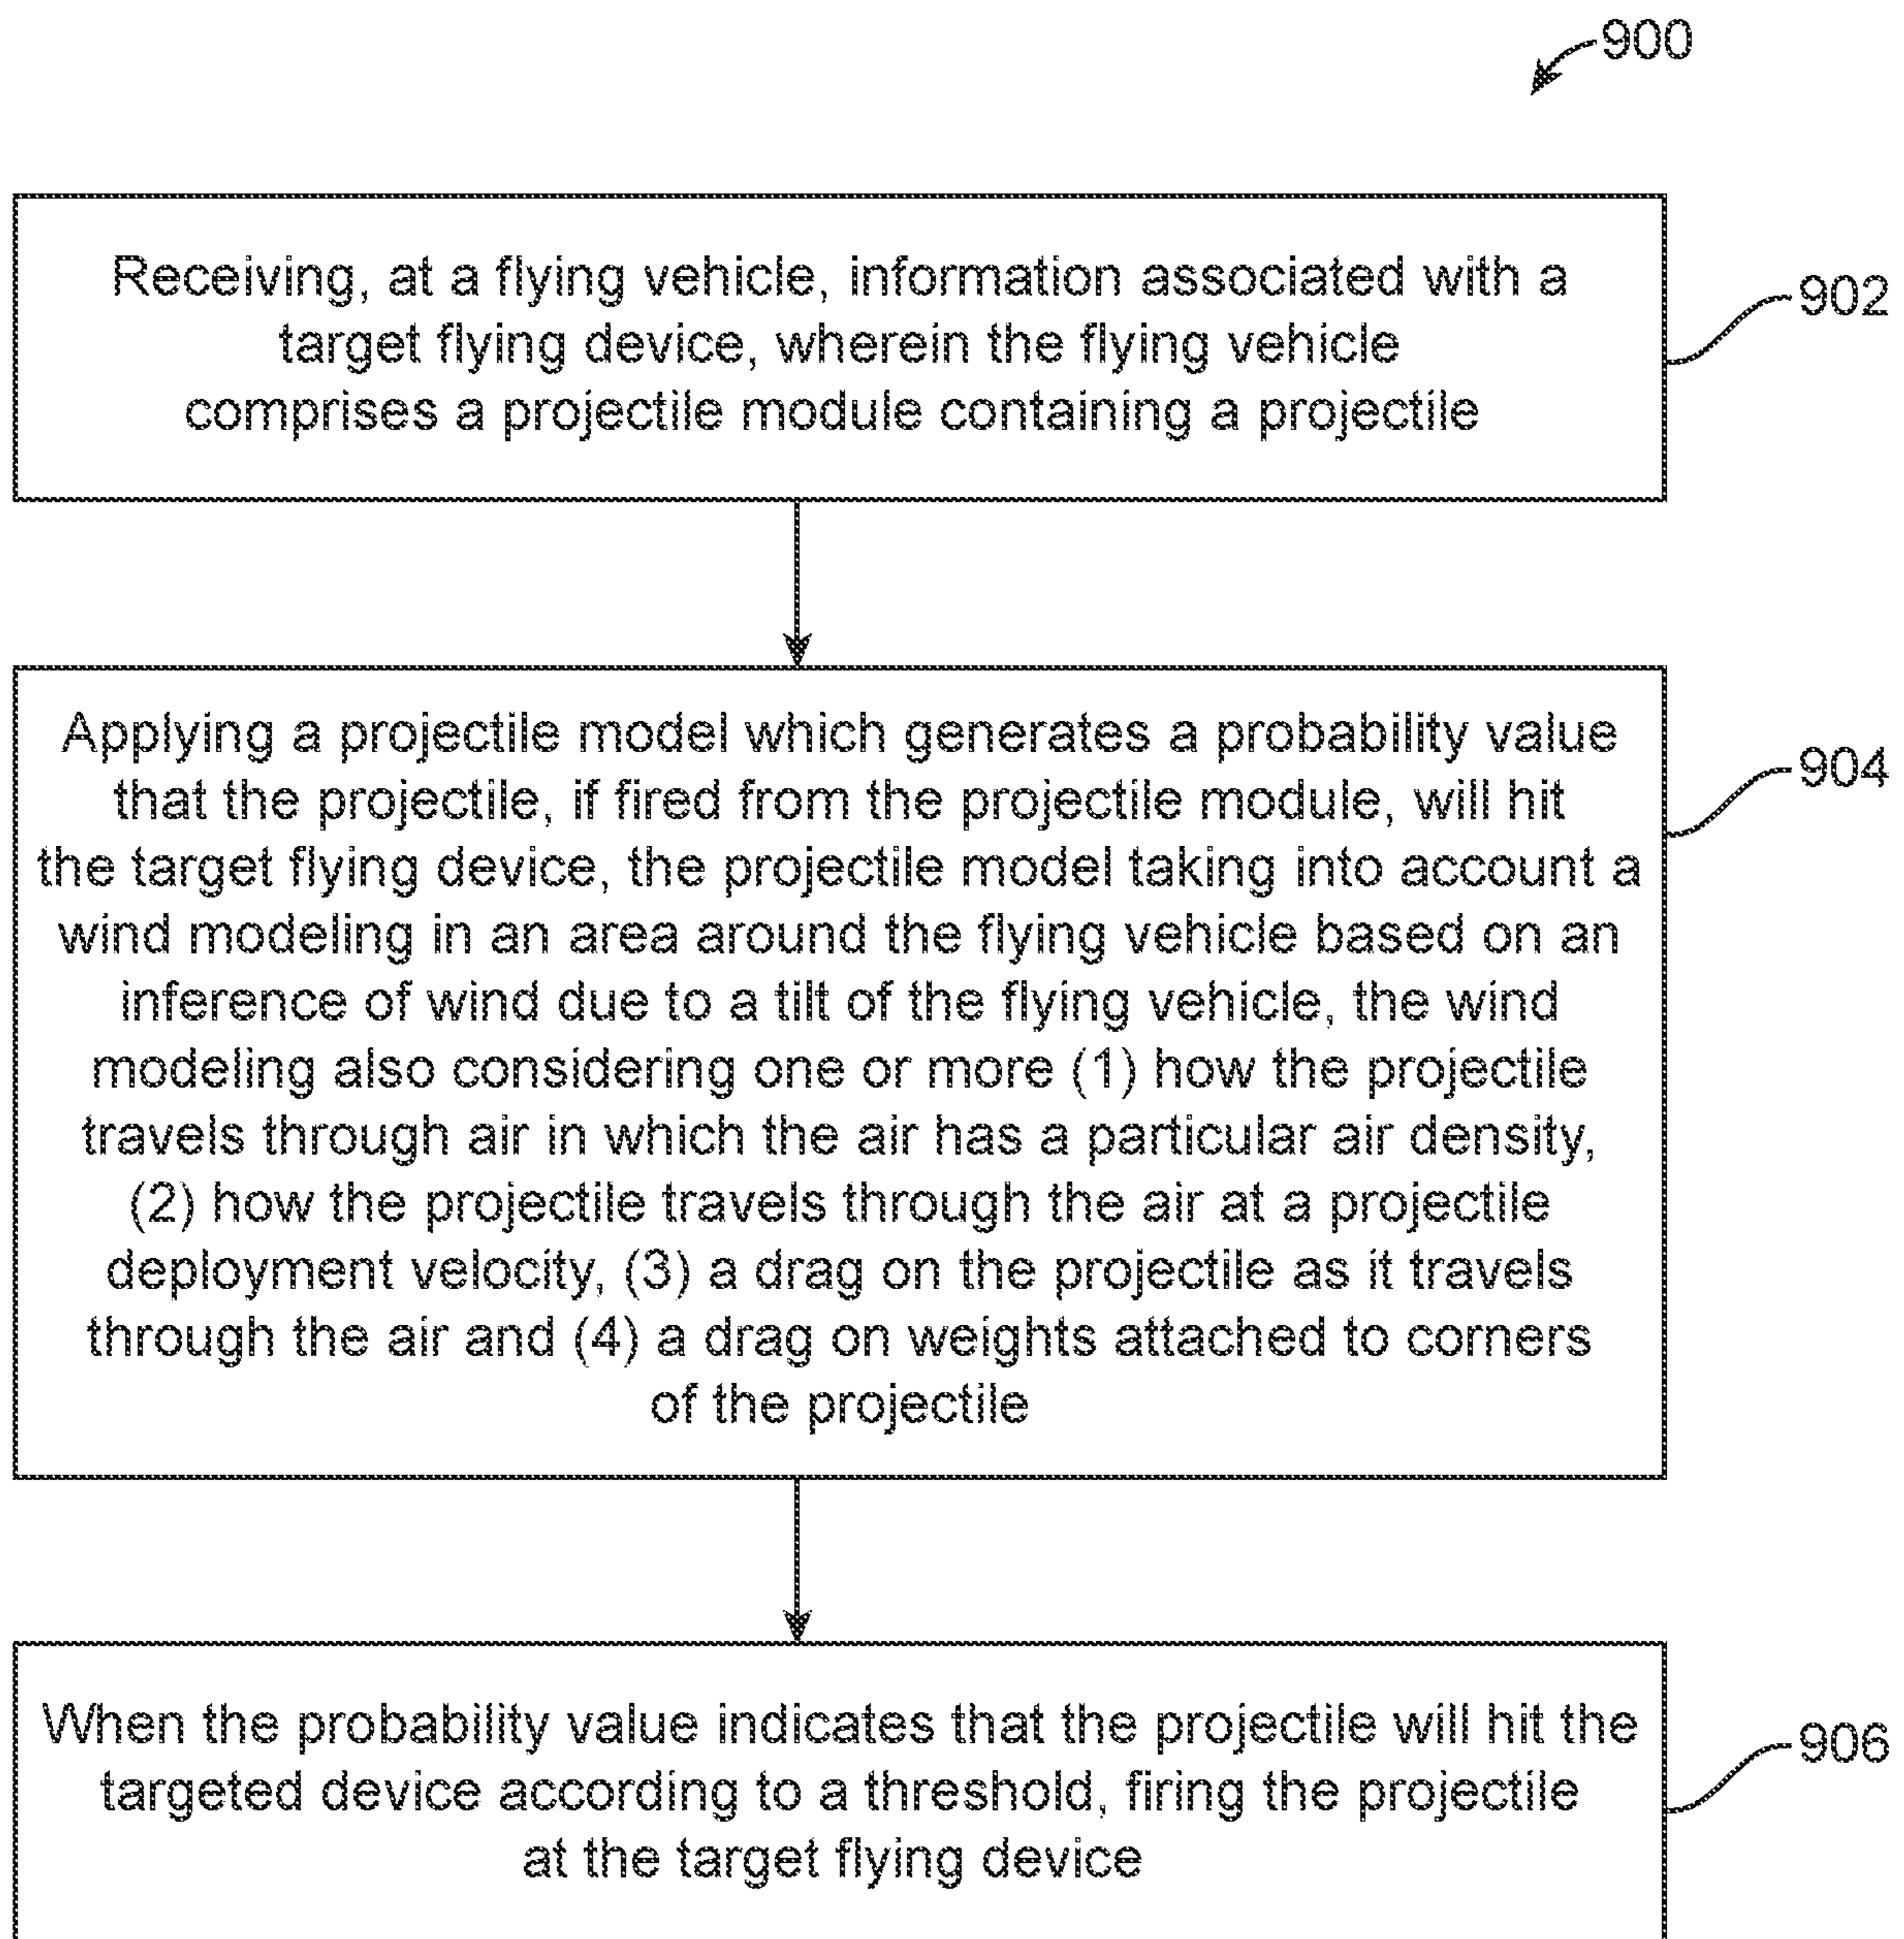 900
Receiving, at a flying vehicle, information associated with a
target flying device, wherein the flying vehicle
comprises a projectile module containing a projectile
902
Applying a projectile model which generates a probability value
that the projectile, if fired from the projectile module, will hit
the target flying device, the projectile model taking into account a
wind modeling in an area around the flying vehicle based on an
inference of wind due to a tilt of the flying vehicle, the wind
modeling also considering one or more (1) how the projectile
travels through air in which the air has a particular air density,
(2) how the projectile travels through the air at a projectile
deployment velocity, (3) a drag on the projectile as it travels
through the air and (4) a drag on weights attached to corners
of the projectile
904
When the probability value indicates that the projectile will hit the
targeted device according to a threshold, firing the projectile
at the target flying device
906